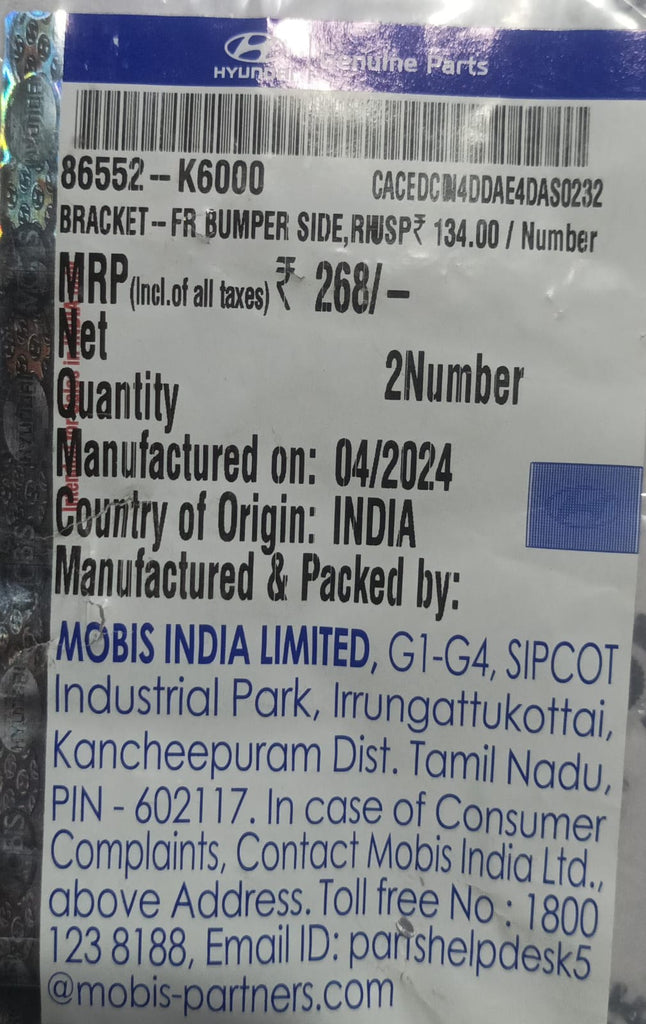 HYUNDAI Genuine Parts
86552-K6000
CACEDCN4DDAE4DAS0232
BRACKET-FR BUMPER SIDE,RHUSP₹ 134.00 / Number
MRP(Incl.of all taxes) ₹ 268/-
Net
Quantity
2Number
Manufactured on: 04/2024
Country of Origin: INDIA
Manufactured & Packed by:
MOBIS INDIA LIMITED, G1-G4, SIPCOT
Industrial Park, Irrungattukottai,
Kancheepuram Dist. Tamil Nadu,
PIN - 602117. In case of Consumer
Complaints, Contact Mobis India Ltd.,
above Address. Toll free No : 1800
123 8188, Email ID: partshelpdesk5
@mobis-partners.com